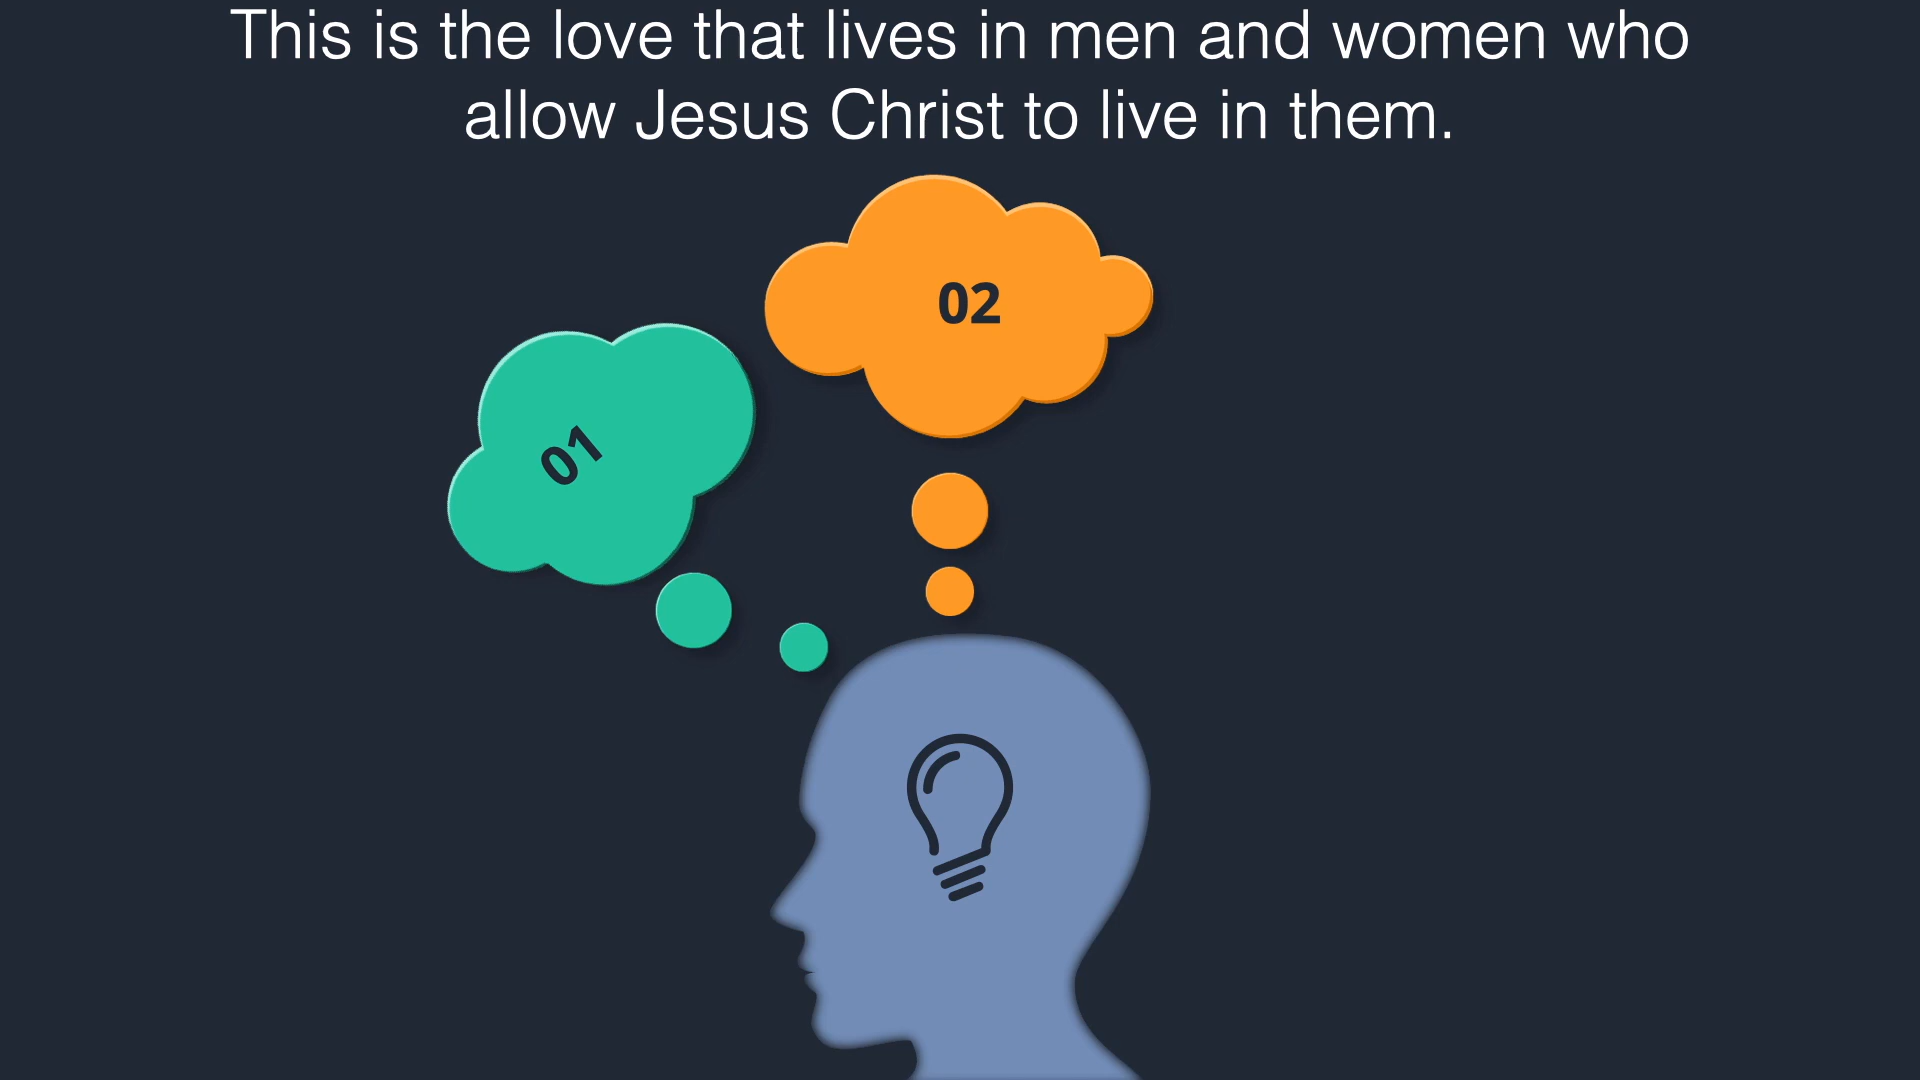 This is the love that lives in men and women who
allow Jesus Christ to live in them.
02
01